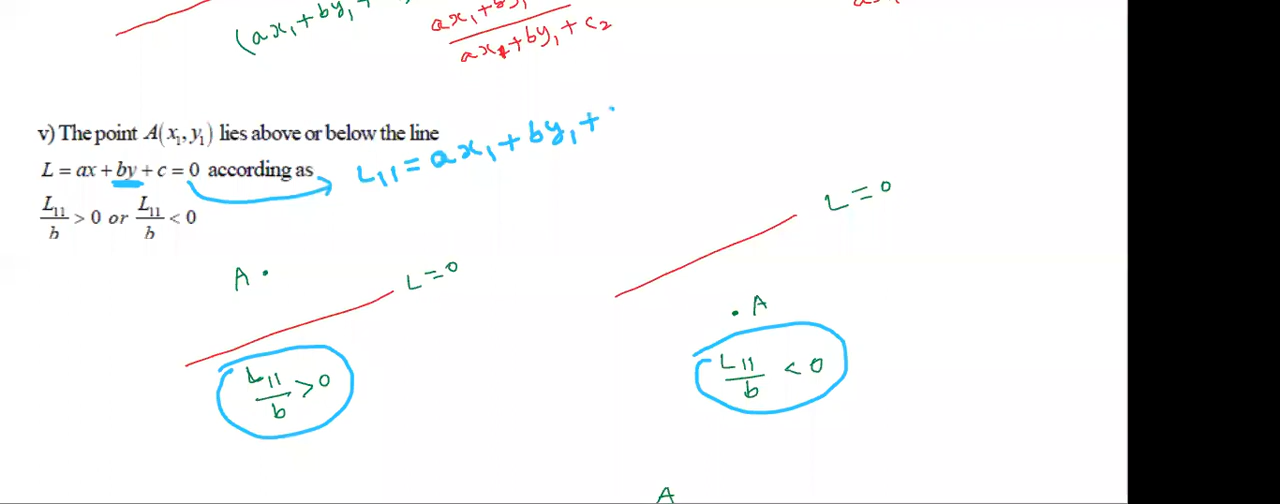 (ax₁+by₁+
ax₁+by₁
ax₁+by₁+c₂
v) The point A(x₁, y₁) lies above or below the line
L = ax + by + c = 0 according as
L₁₁ = ax₁ + by₁ +
L₁₁/b > 0 or L₁₁/b < 0
L=0
A
L=0
A
L₁₁/b > 0
L₁₁/b < 0
A